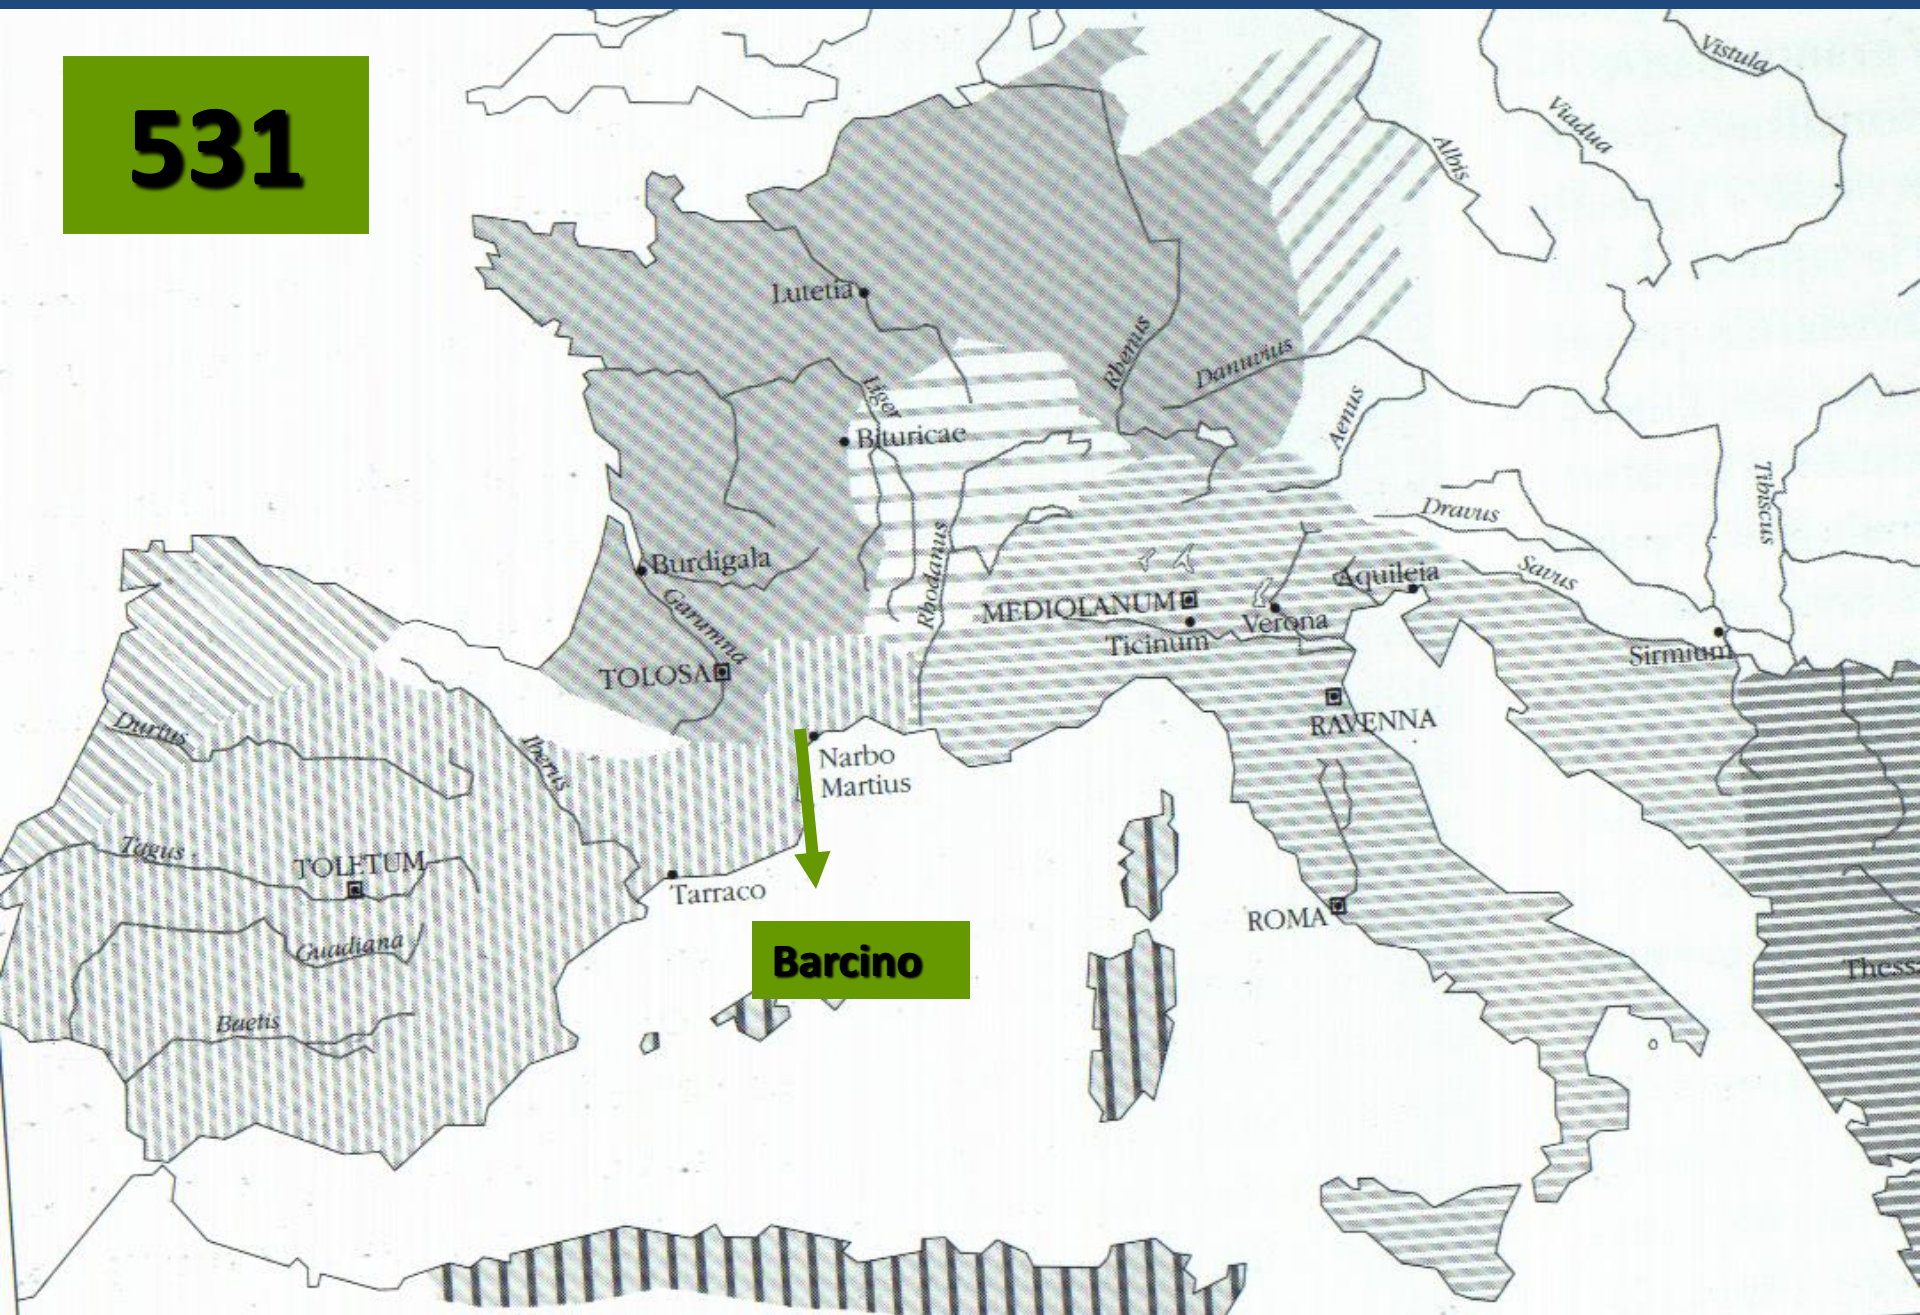 531
Vistula
Viadua
Albis
Lutetia
Rhenus
Danuvius
Liger
Aenus
Bituricae
Tibiscus
Dravus
Rhodanus
Burdigala
Savus
Aquileia
Garumna
MEDIOLANUM
Verona
Ticinum
Sirmium
TOLOSA
RAVENNA
Durius
Iberus
Narbo
Martius
Tagus
TOLETUM
Tarraco
ROMA
Guadiana
Barcino
Thess
Baetis